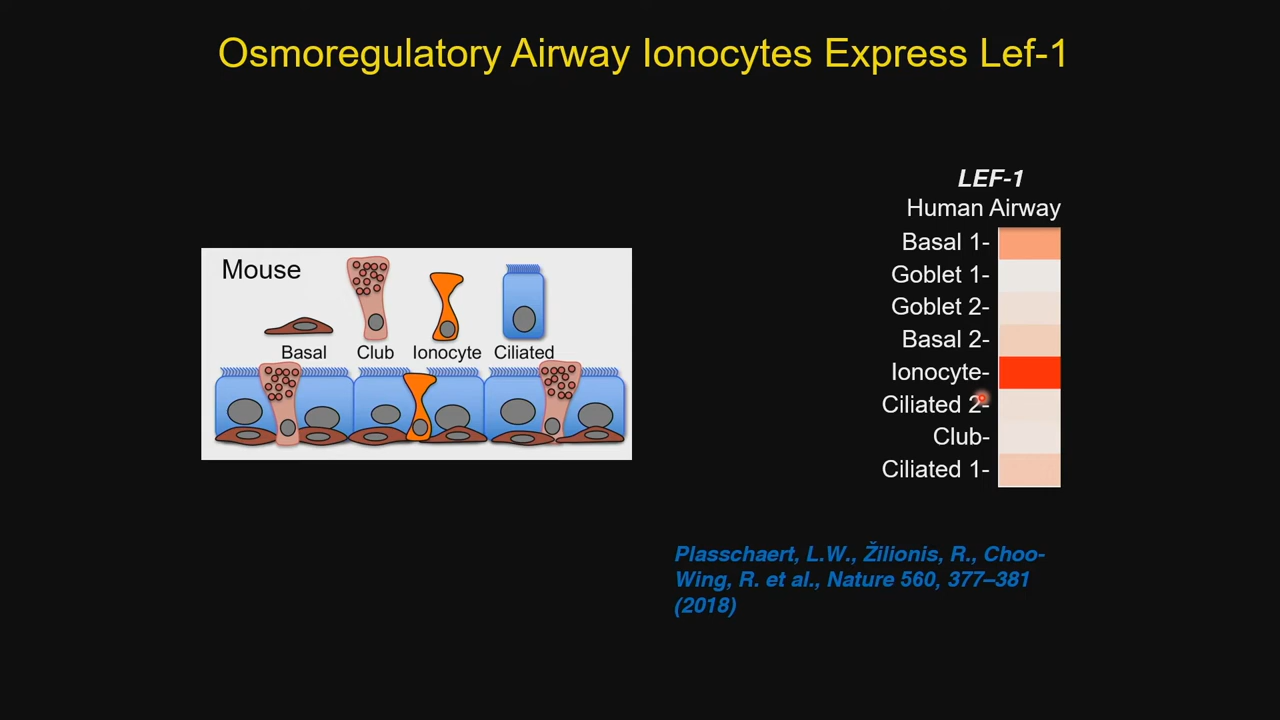 Osmoregulatory Airway Ionocytes Express Lef-1
Mouse
Basal Club Ionocyte Ciliated
LEF-1
Human Airway
Basal 1-
Goblet 1-
Goblet 2-
Basal 2-
Ionocyte-
Ciliated 2-
Club-
Ciliated 1-
Plasschaert, L.W., Žilionis, R., Choo-
Wing, R. et al., Nature 560, 377–381
(2018)